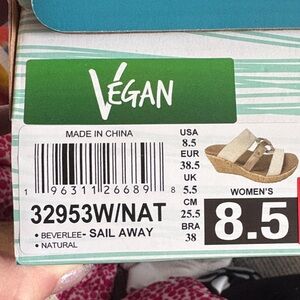 VEGAN
MADE IN CHINA
1 96311 26689 8
32953W/NAT
• BEVERLEE- SAIL AWAY
• NATURAL
USA
8.5
EUR
38.5
UK
5.5
CM
25.5
BRA
38
WOMEN'S
8.5